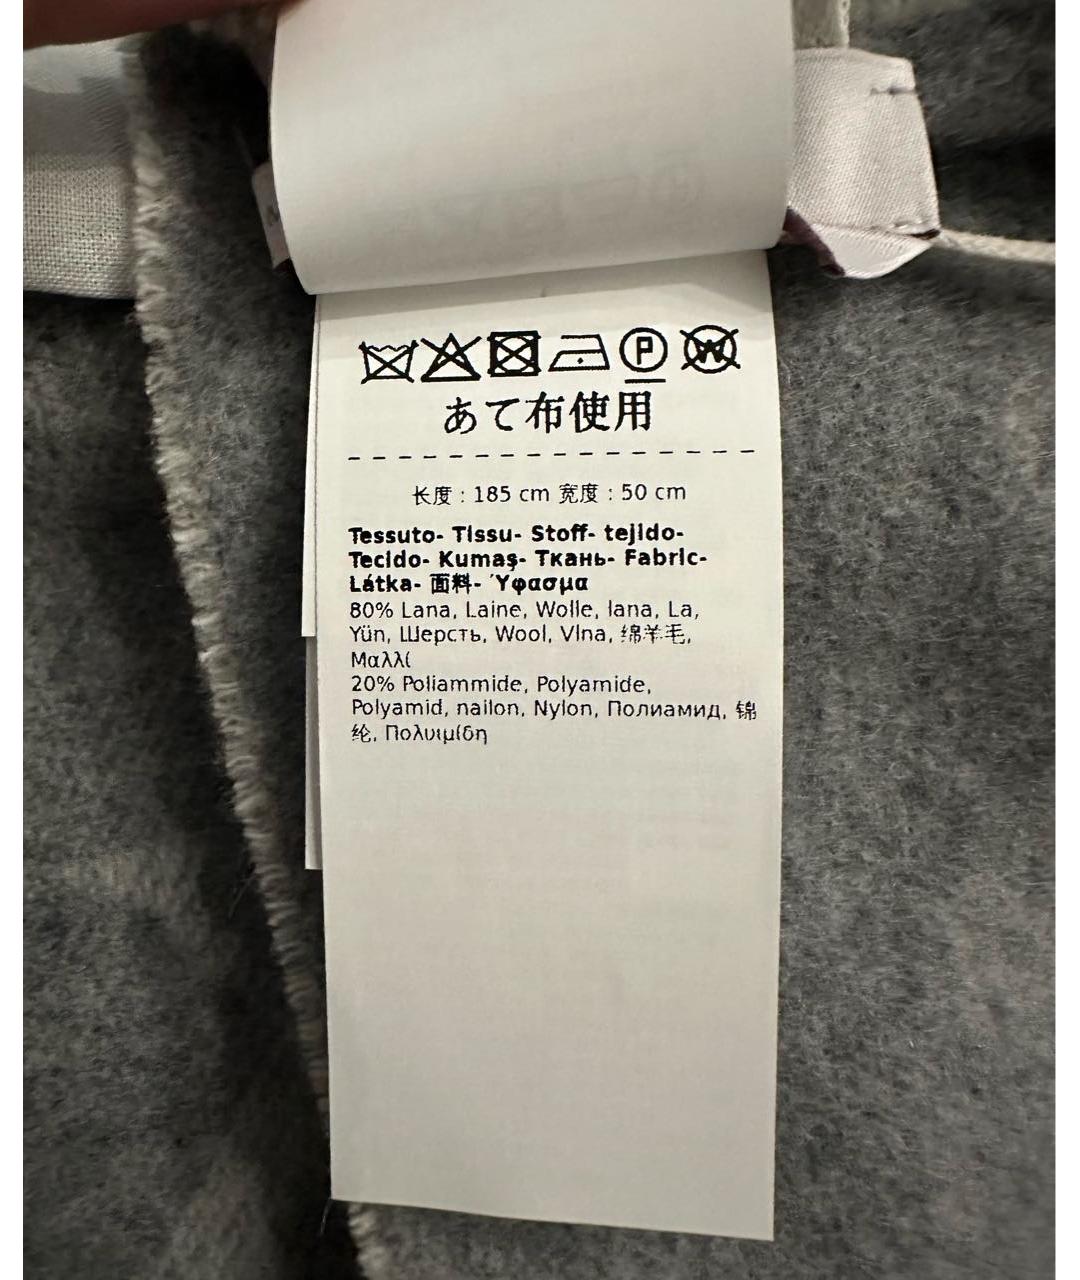 P W
あて布使用
长度 : 185 cm 宽度 : 50 cm
Tessuto- Tissu- Stoff- tejido-
Tecido- Kumaş- Ткань- Fabric-
Látka- 面料- Ύφασμα
80% Lana, Laine, Wolle, lana, La,
Yün, Шерсть, Wool, Vlna, 绵羊毛,
Μαλλί
20% Poliammide, Polyamide,
Polyamid, nailon, Nylon, Полиамид, 锦
纶, Πολυιμίδη